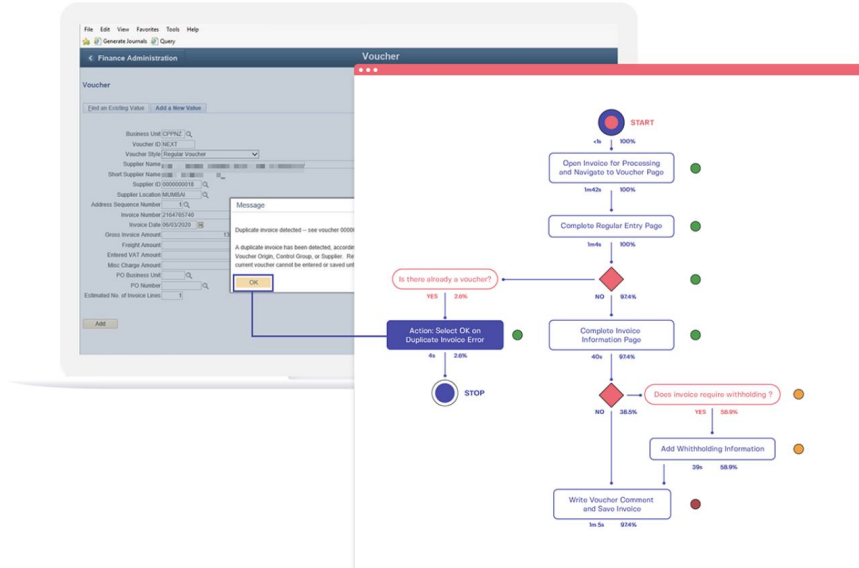 File Edit View Favorites Tools Help
Generate Journals Query
Finance Administration
Voucher
Voucher
Find an Existing Value Add a New Value
Business Unit OPPNZ
Voucher ID NEXT
Voucher Style Regular Voucher
Supplier Name
Short Supplier Name
Supplier ID 0000000018
Supplier Location MUMBAI
Address Sequence Number 1
Invoice Number 2164765740
Invoice Date 06/03/2020
Gross Invoice Amount
Freight Amount
Entered VAT Amount
Misc Charge Amount
PO Business Unit
PO Number
Estimated No. of Invoice Lines 1
Add
Message
Duplicate invoice detected -- see voucher
A duplicate invoice has been detected,
Voucher Origin, Control Group, or Supplier.
current voucher cannot be entered or saved
OK
START
<1s 100%
Open Invoice for Processing
and Navigate to Voucher Page
1m42s 100%
Complete Regular Entry Page
1m4s 100%
Is there already a voucher?
YES 2.6%
NO 97.4%
Action: Select OK on
Duplicate Invoice Error
4s 2.6%
STOP
Complete Invoice
Information Page
40s 97.4%
Does invoice require withholding ?
NO 38.5%
YES 58.9%
Add Whithholding Information
39s 58.9%
Write Voucher Comment
and Save Invoice
1m 5s 97.4%